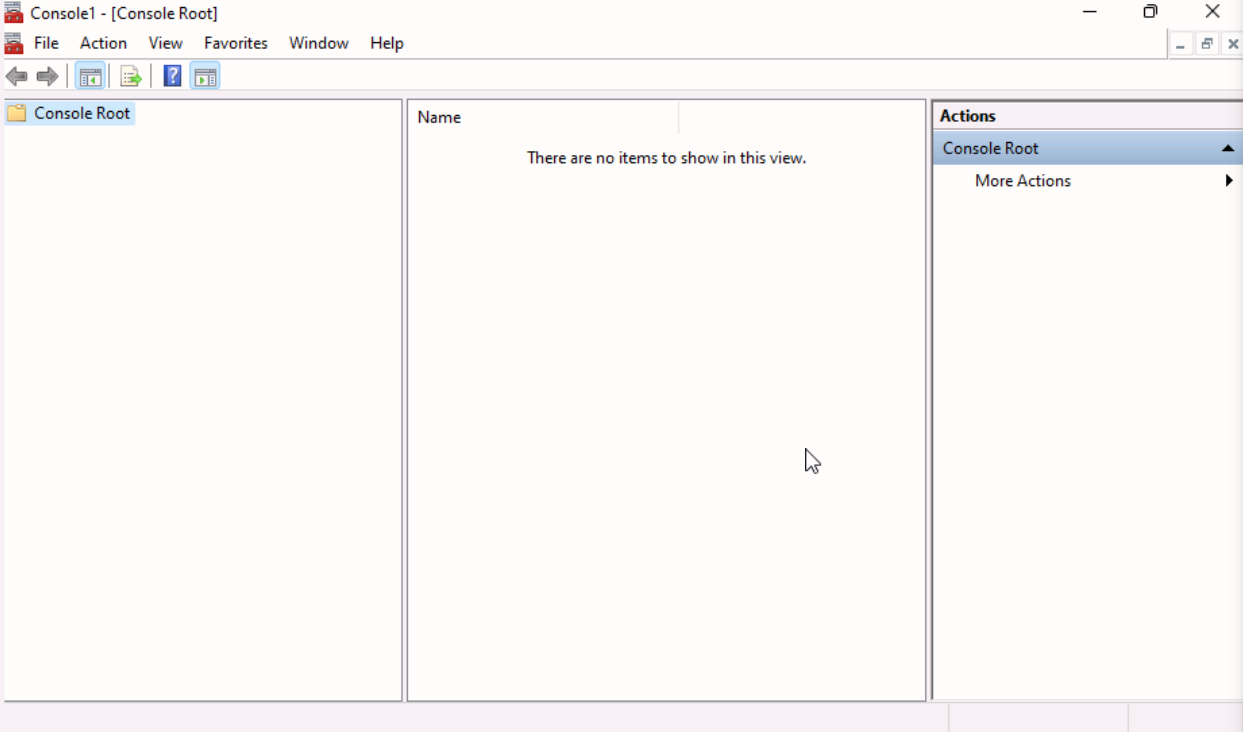 Console1 - [Console Root]
File Action View Favorites Window Help
?
Console Root
Name
There are no items to show in this view.
Actions
Console Root
More Actions